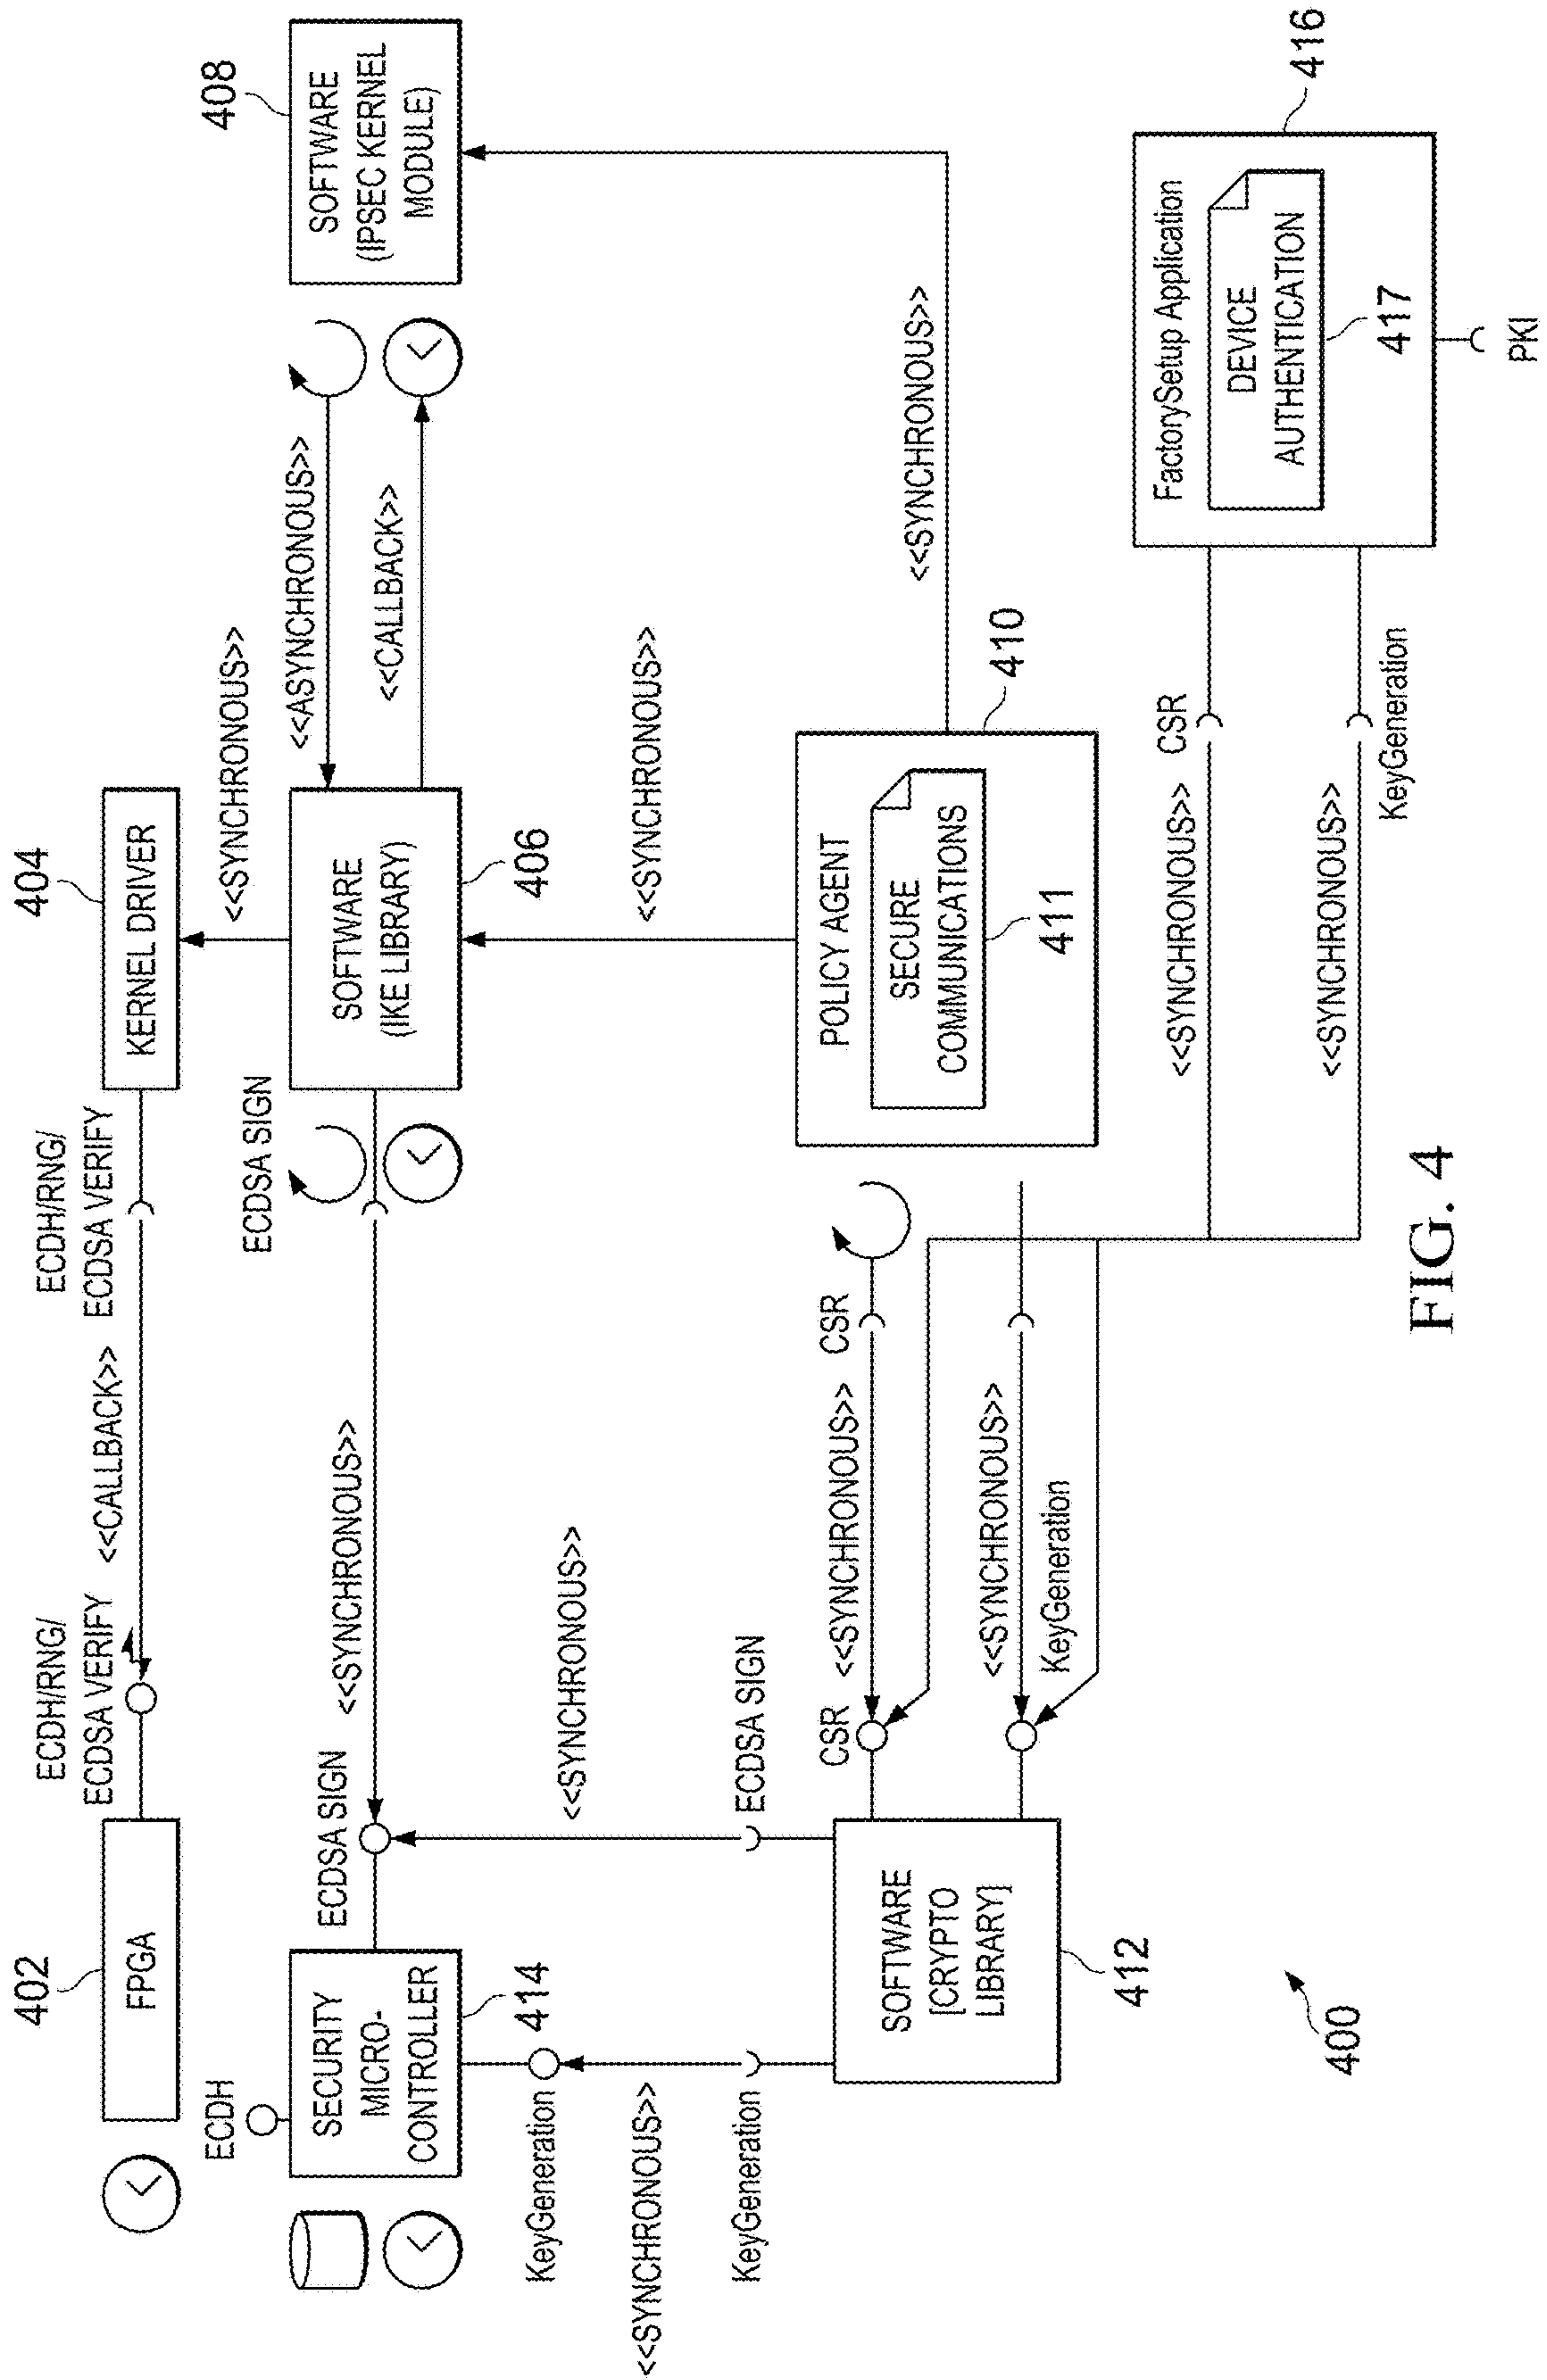 402
FPGA
ECDH/RNG/
ECDSA VERIFY
<<CALLBACK>>
ECDH/RNG/
ECDSA VERIFY
404
KERNEL DRIVER
<<SYNCHRONOUS>>
ECDH
SECURITY
MICRO-
CONTROLLER
414
ECDSA SIGN
<<SYNCHRONOUS>>
ECDSA SIGN
SOFTWARE
(IKE LIBRARY)
406
<<ASYNCHRONOUS>>
<<CALLBACK>>
408
SOFTWARE
(IPSEC KERNEL
MODULE)
KeyGeneration
<<SYNCHRONOUS>>
KeyGeneration
<<SYNCHRONOUS>>
ECDSA SIGN
<<SYNCHRONOUS>>
<<SYNCHRONOUS>>
SOFTWARE
[CRYPTO
LIBRARY]
412
CSR
<<SYNCHRONOUS>>
CSR
<<SYNCHRONOUS>>
KeyGeneration
POLICY AGENT
SECURE
COMMUNICATIONS
411
410
<<SYNCHRONOUS>>
CSR
<<SYNCHRONOUS>>
KeyGeneration
FactorySetup Application
DEVICE
AUTHENTICATION
417
416
PKI
400
FIG. 4